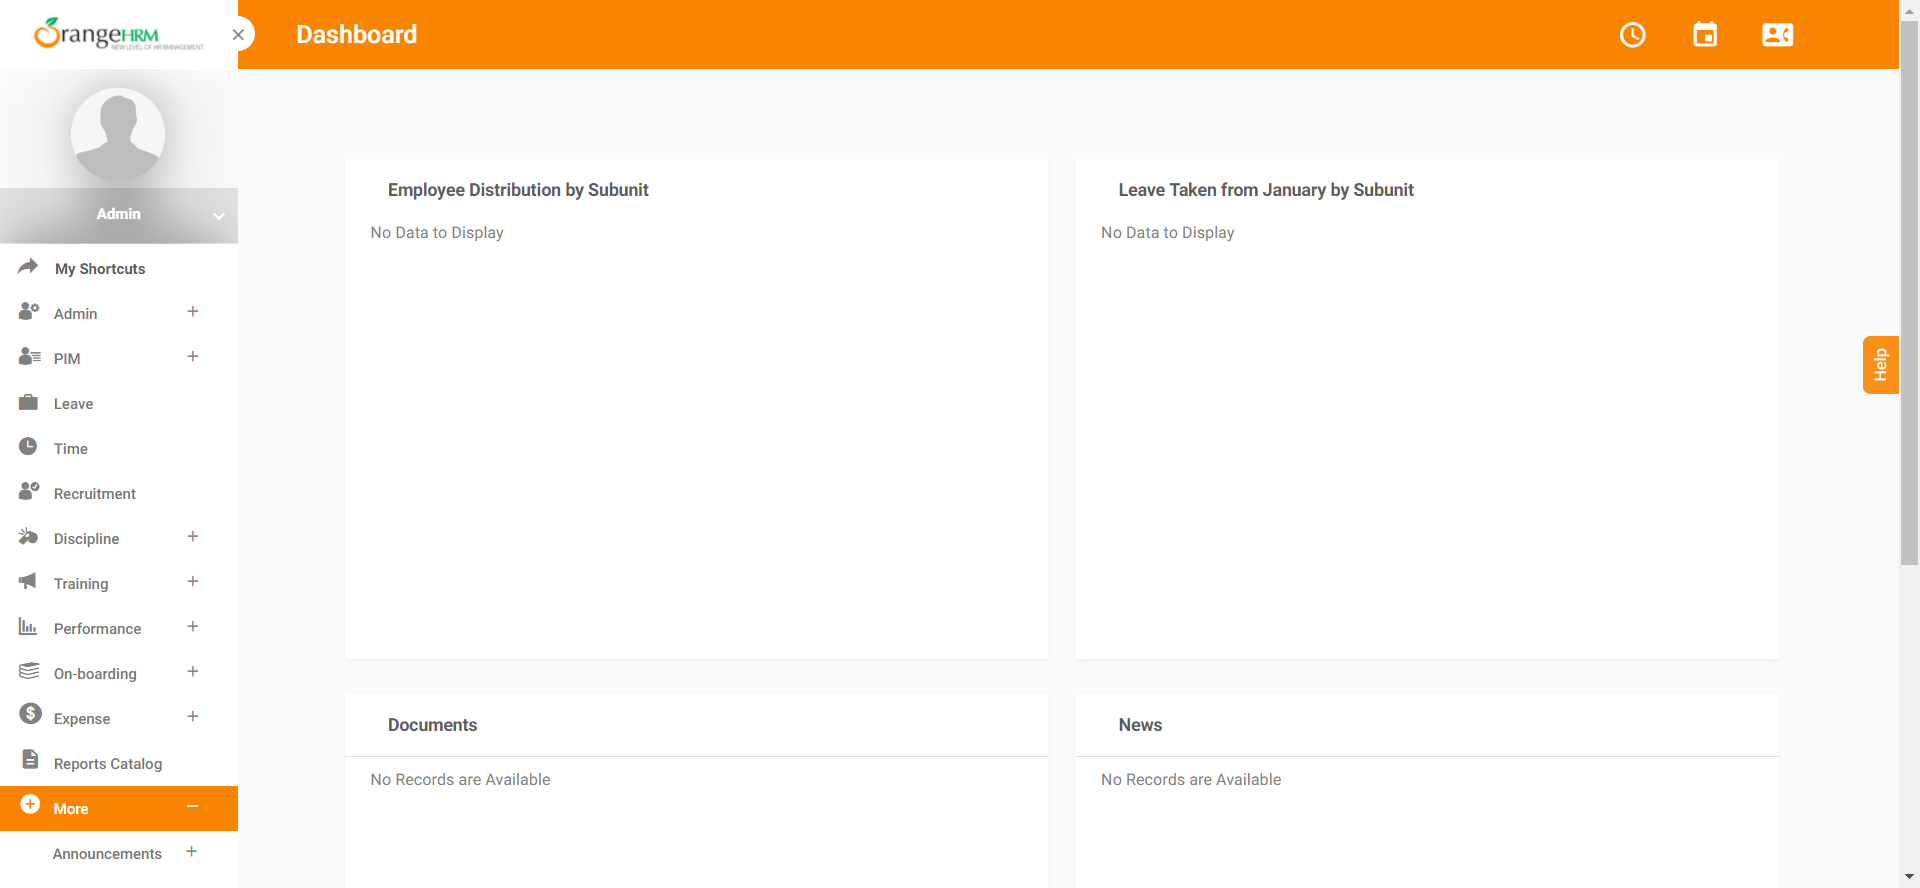 OrangeHRM
NEW LEVEL OF HR MANAGEMENT
Dashboard
Admin
My Shortcuts
Admin
PIM
Leave
Time
Recruitment
Discipline
Training
Performance
On-boarding
Expense
Reports Catalog
More
Announcements
Employee Distribution by Subunit
No Data to Display
Leave Taken from January by Subunit
No Data to Display
Documents
No Records are Available
News
No Records are Available
Help